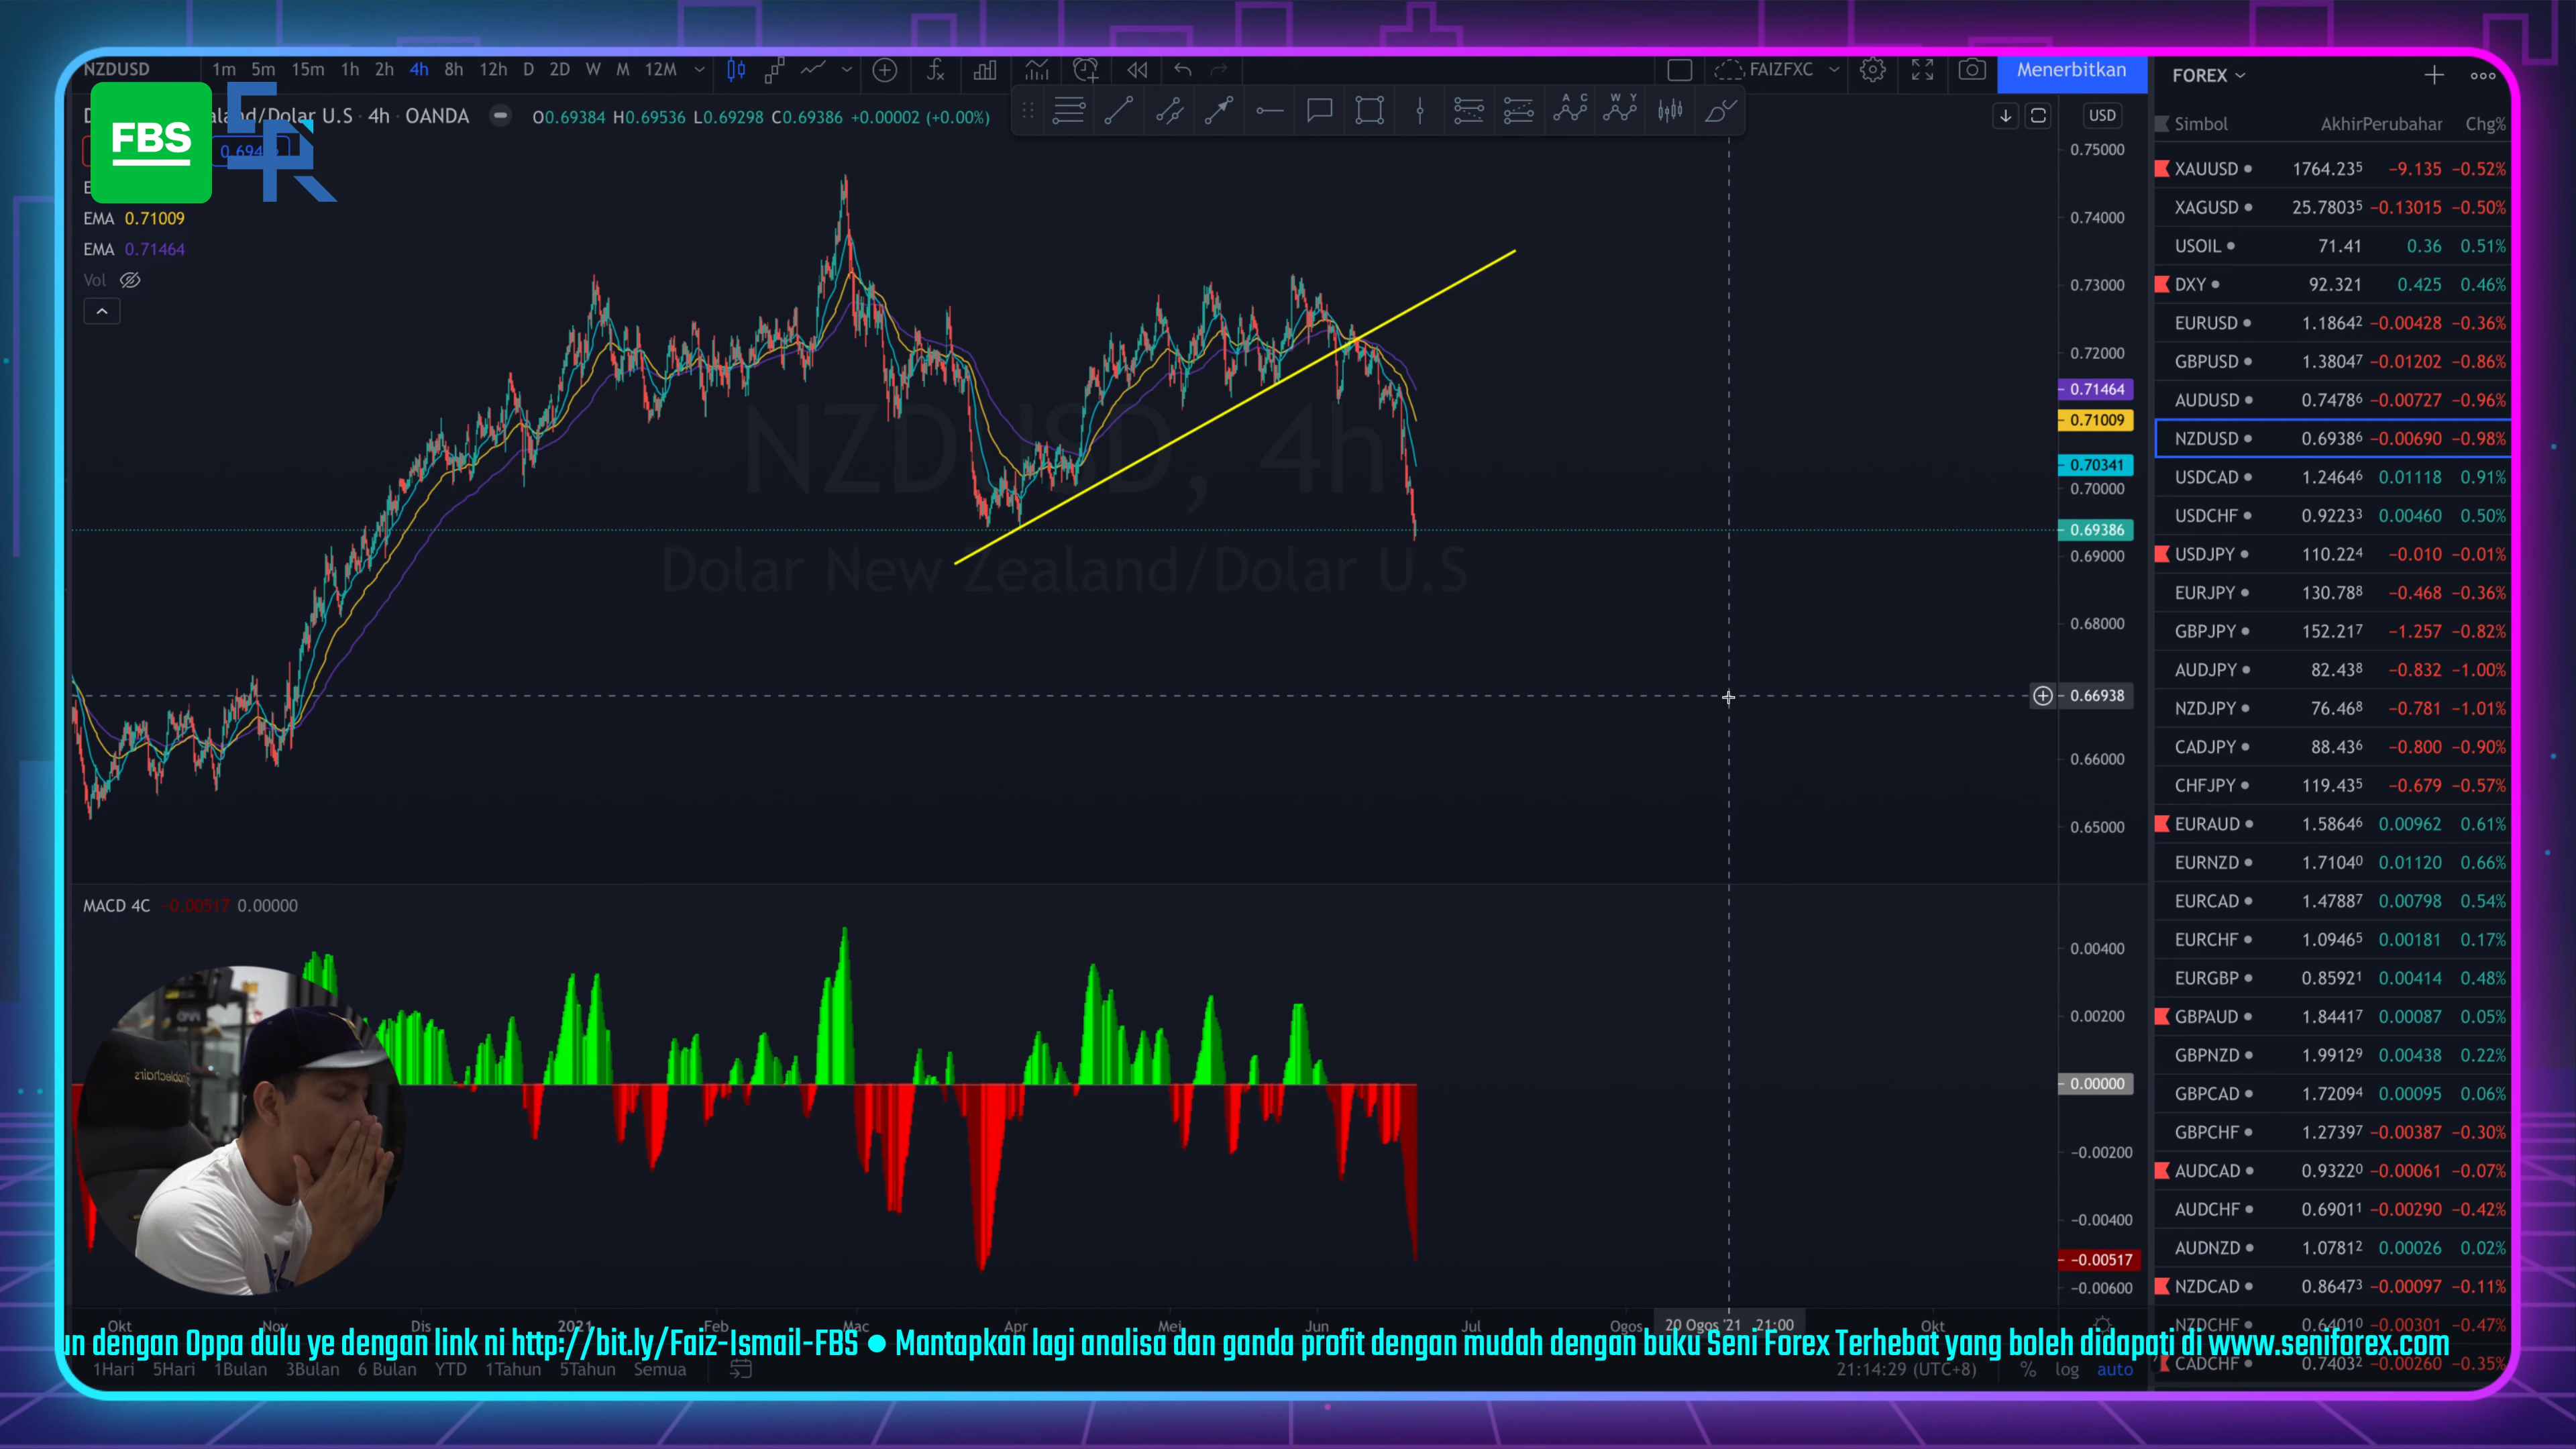 NZDUSD 1m 5m 15m 1h 2h 4h 8h 12h D 2D W M 12M FAIZFXC Menerbitkan
aland/Dolar U.S · 4h · OANDA O0.69384 H0.69536 L0.69298 C0.69386 +0.00002 (+0.00%)
FBS
EMA 0.71009
EMA 0.71464
Vol
NZDUSD, 4h
Dolar New Zealand/Dolar U.S
USD
0.75000
0.74000
0.73000
0.72000
0.71464
0.71009
0.70341
0.70000
0.69386
0.69000
0.68000
0.66938
0.66000
0.65000
MACD 4C -0.00517 0.00000
0.00400
0.00200
0.00000
-0.00200
-0.00400
-0.00517
-0.00600
noblechairs
Okt Nov Dis 2021 Feb Mac Apr Mei Jun Jul Ogos 20 Ogos '21 21:00 Okt
un dengan Oppa dulu ye dengan link ni http://bit.ly/Faiz-Ismail-FBS ● Mantapkan lagi analisa dan ganda profit dengan mudah dengan buku Seni Forex Terhebat yang boleh didapati di www.seniforex.com
1Hari 5Hari 1Bulan 3Bulan 6 Bulan YTD 1Tahun 5Tahun Semua 21:14:29 (UTC+8) % log auto
FOREX
Simbol Akhir Perubahar Chg%
XAUUSD 1764.235 -9.135 -0.52%
XAGUSD 25.78035 -0.13015 -0.50%
USOIL 71.41 0.36 0.51%
DXY 92.321 0.425 0.46%
EURUSD 1.18642 -0.00428 -0.36%
GBPUSD 1.38047 -0.01202 -0.86%
AUDUSD 0.74786 -0.00727 -0.96%
NZDUSD 0.69386 -0.00690 -0.98%
USDCAD 1.24646 0.01118 0.91%
USDCHF 0.92233 0.00460 0.50%
USDJPY 110.224 -0.010 -0.01%
EURJPY 130.788 -0.468 -0.36%
GBPJPY 152.217 -1.257 -0.82%
AUDJPY 82.438 -0.832 -1.00%
NZDJPY 76.468 -0.781 -1.01%
CADJPY 88.436 -0.800 -0.90%
CHFJPY 119.435 -0.679 -0.57%
EURAUD 1.58646 0.00962 0.61%
EURNZD 1.71040 0.01120 0.66%
EURCAD 1.47887 0.00798 0.54%
EURCHF 1.09465 0.00181 0.17%
EURGBP 0.85921 0.00414 0.48%
GBPAUD 1.84417 0.00087 0.05%
GBPNZD 1.99129 0.00438 0.22%
GBPCAD 1.72094 0.00095 0.06%
GBPCHF 1.27397 -0.00387 -0.30%
AUDCAD 0.93220 -0.00061 -0.07%
AUDCHF 0.69011 -0.00290 -0.42%
AUDNZD 1.07812 0.00026 0.02%
NZDCAD 0.86473 -0.00097 -0.11%
NZDCHF 0.64010 -0.00301 -0.47%
CADCHF 0.74032 -0.00260 -0.35%